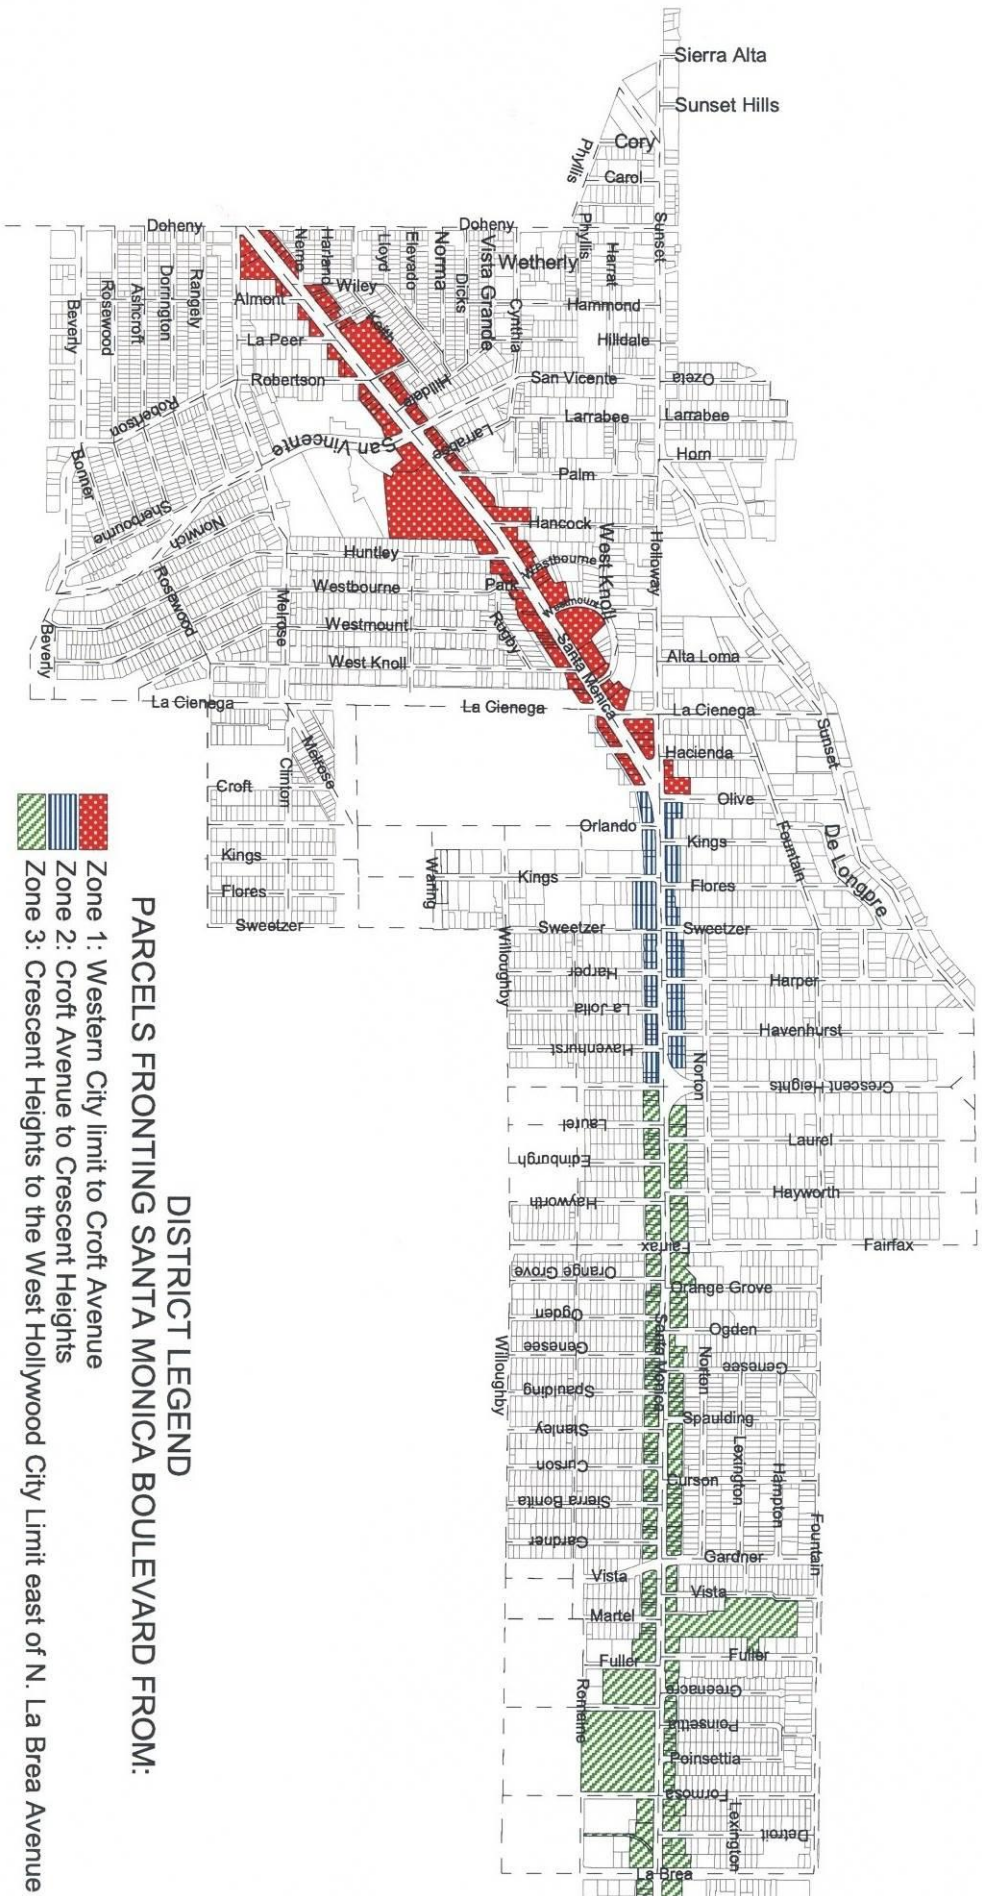 Sierra Alta
Sunset Hills
Cory
Phyllis
Carol
Doheny
Doheny
Phyllis
Sunset
Nemo
Harland
Lloyd
Elevado
Norma
Vista Grande
Wetherly
Harrat
Dicks
Wiley
Keith
Cynthia
Hammond
Hilldale
Beverly
Rosewood
Ashcroft
Dorrington
Rangely
Almont
La Peer
Robertson
Robertson
Hilldale
San Vicente
Ozeta
Larrabee
Larrabee
Larrabee
San Vincente
Horn
Palm
Bonner
Sherbourne
Norwich
Hancock
West Knoll
Holloway
Huntley
Westbourne
Westbourne
Park
Rosewood
Melrose
Westmount
Westmount
Rugby
Santa Monica
West Knoll
Beverly
Alta Loma
La Cienega
La Cienega
La Cienega
Sunset
Melrose
Clinton
Hacienda
Croft
Olive
Orlando
Kings
Fountain
De Longpre
Kings
Waring
Kings
Flores
Flores
Sweetzer
Sweetzer
Sweetzer
Willoughby
Harper
Harper
La Jolla
Havenhurst
Havenhurst
Norton
Crescent Heights
Laurel
Laurel
Edinburgh
Hayworth
Hayworth
Fairfax
Fairfax
Orange Grove
Orange Grove
Ogden
Ogden
Santa Monica
Genesee
Genesee
Norton
Willoughby
Spaulding
Spaulding
Stanley
Lexington
Hampton
Curson
Curson
Sierra Bonita
Gardner
Fountain
Gardner
Vista
Vista
Martel
Fuller
Fuller
Greenacre
Romaine
Poinsettia
Poinsettia
Formosa
Lexington
Detroit
La Brea
DISTRICT LEGEND
PARCELS FRONTING SANTA MONICA BOULEVARD FROM:
Zone 1: Western City limit to Croft Avenue
Zone 2: Croft Avenue to Crescent Heights
Zone 3: Crescent Heights to the West Hollywood City Limit east of N. La Brea Avenue